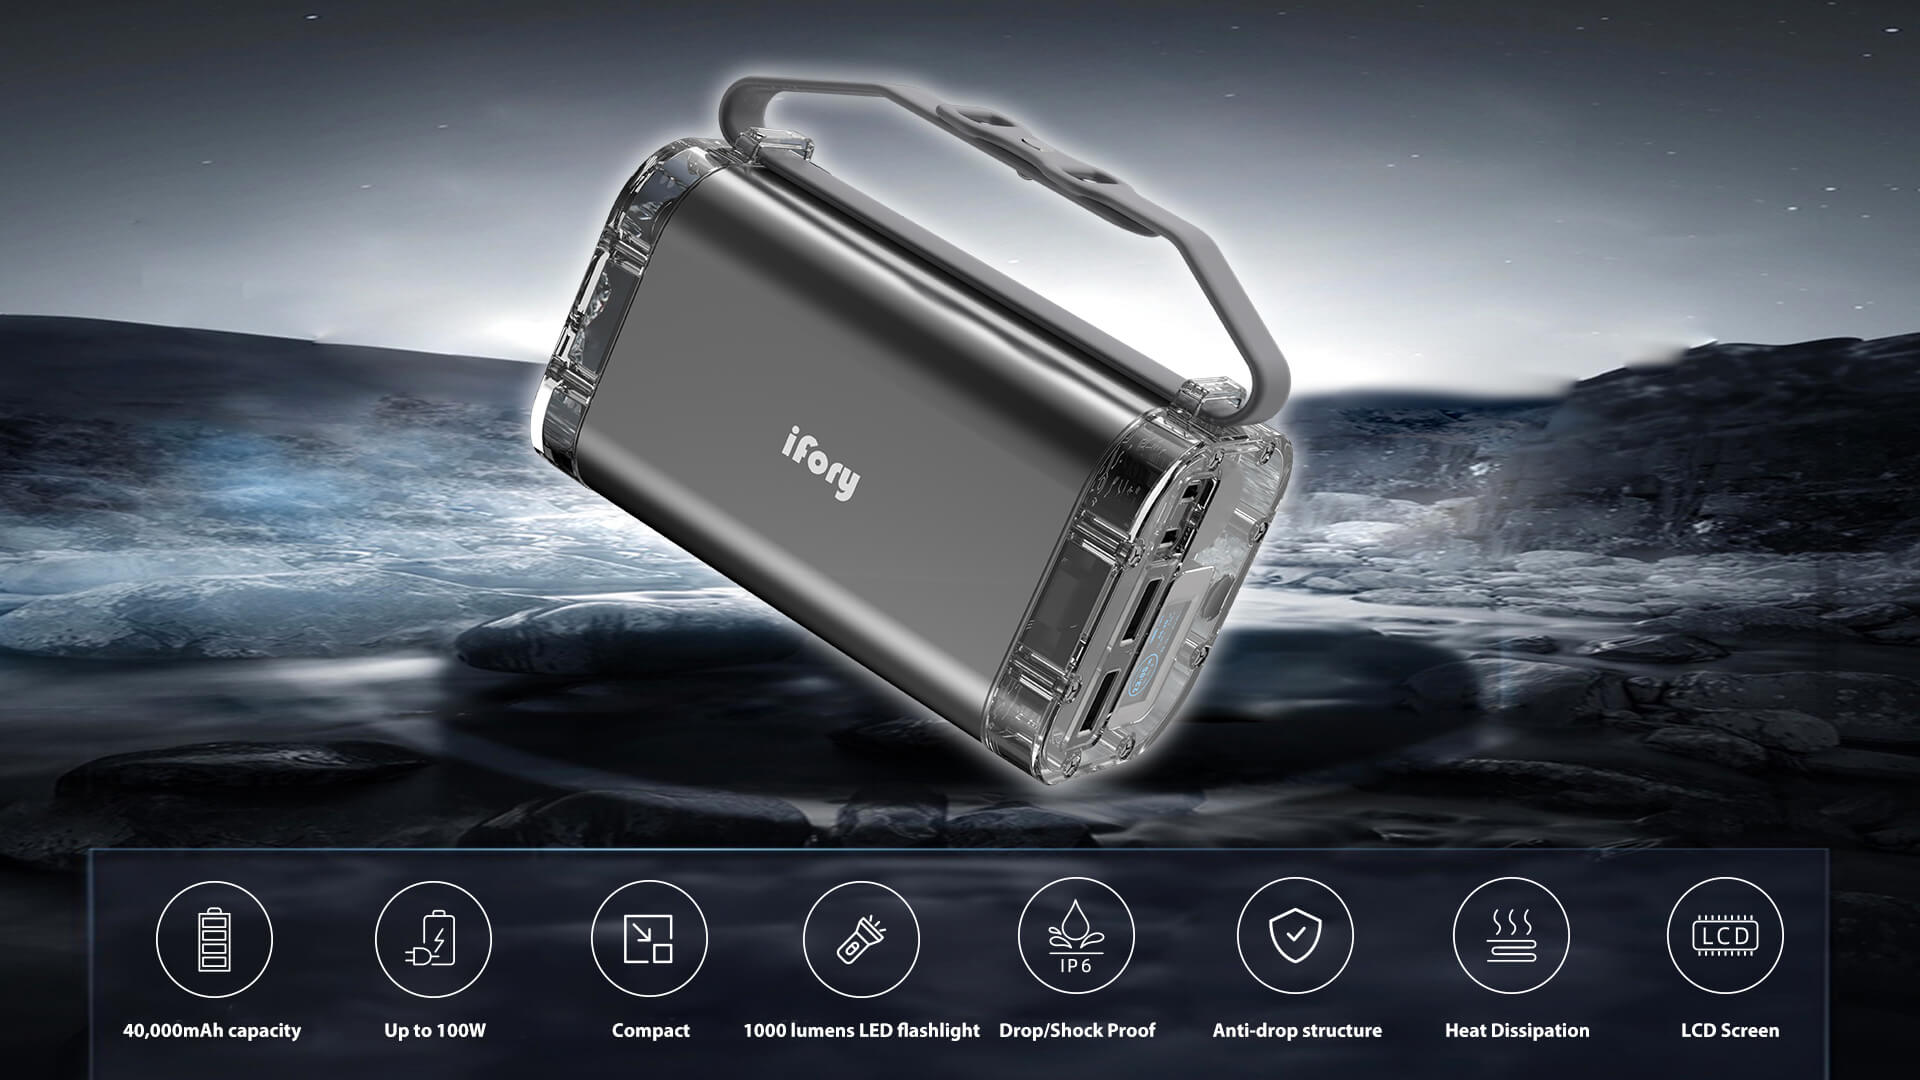 ifory
IP6
LCD
40,000mAh capacity
Up to 100W
Compact
1000 lumens LED flashlight
Drop/Shock Proof
Anti-drop structure
Heat Dissipation
LCD Screen